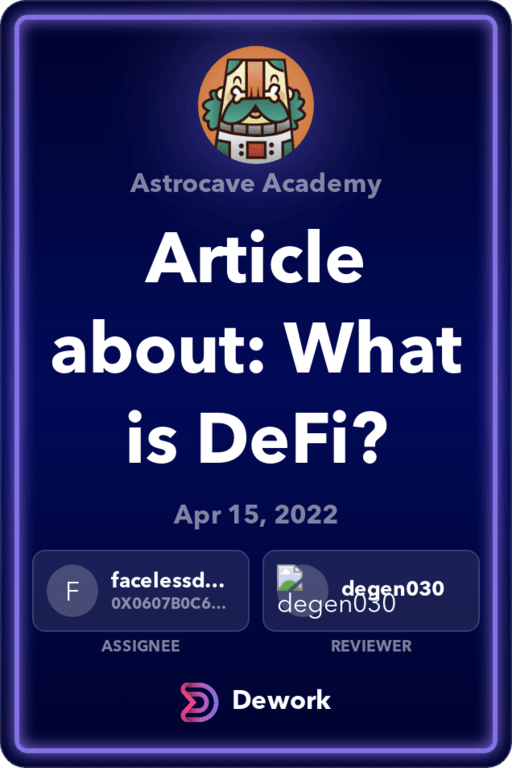 Astrocave Academy
Article
about: What
is DeFi?
Apr 15, 2022
F
facelessd...
0X0607B0C6...
ASSIGNEE
degen030
degen030
REVIEWER
Dework